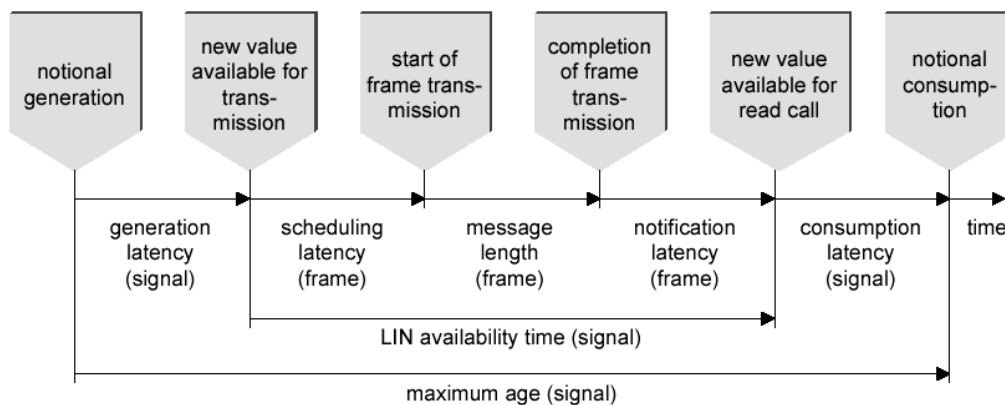 notional
generation
new value
available for
trans-
mission
start of
frame trans-
mission
completion
of frame
trans-
mission
new value
available for
read call
notional
consump-
tion
generation
latency
(signal)
scheduling
latency
(frame)
message
length
(frame)
notification
latency
(frame)
consumption
latency
(signal)
time
LIN availability time (signal)
maximum age (signal)